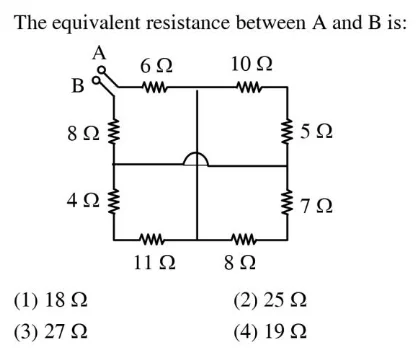 The equivalent resistance between A and B is:
A
6 Ω 10 Ω
B
8 Ω 5 Ω
4 Ω 7 Ω
11 Ω 8 Ω
(1) 18 Ω (2) 25 Ω
(3) 27 Ω (4) 19 Ω